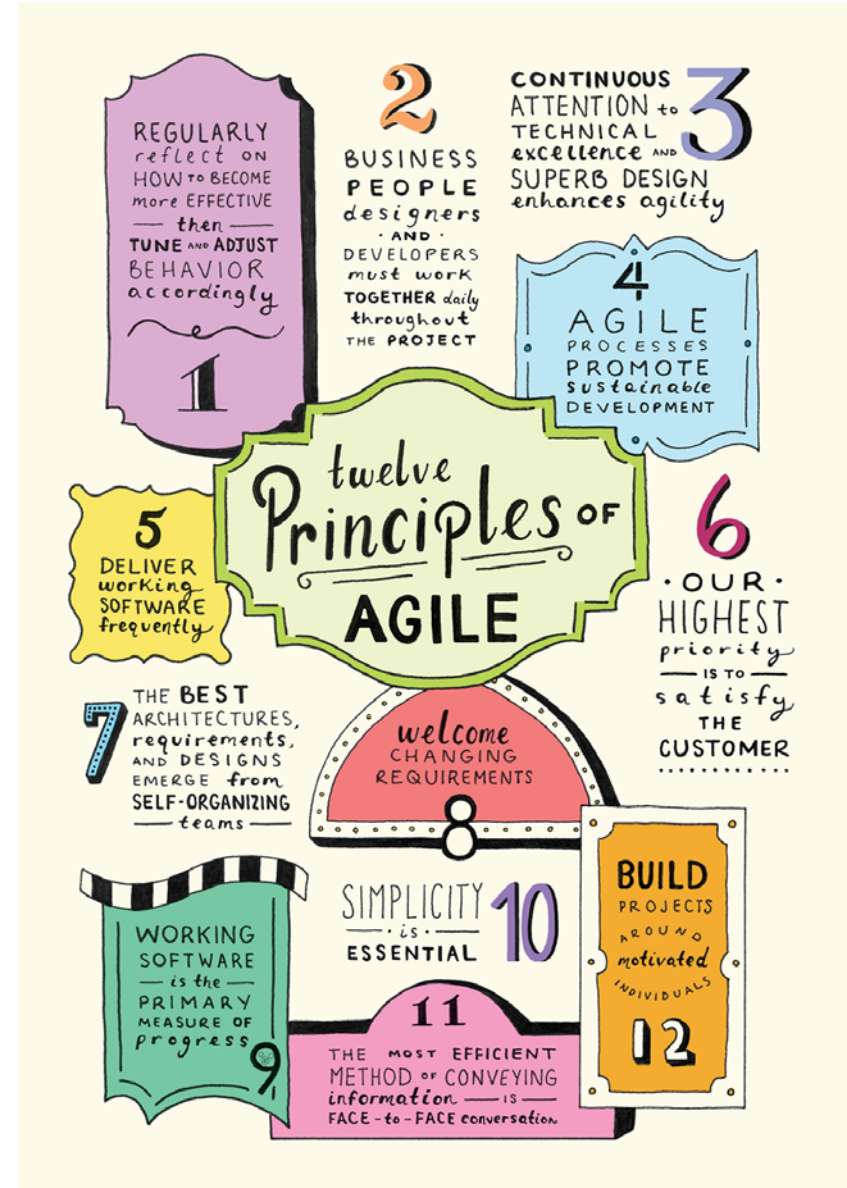 REGULARLY
reflect ON
HOW TO BECOME
more EFFECTIVE
then
TUNE AND ADJUST
BEHAVIOR
accordingly
1
2
BUSINESS
PEOPLE
designers
· AND ·
DEVELOPERS
must work
TOGETHER daily
throughout
THE PROJECT
3
CONTINUOUS
ATTENTION to
TECHNICAL
excellence AND
SUPERB DESIGN
enhances agility
4
AGILE
PROCESSES
PROMOTE
sustainable
DEVELOPMENT
twelve
Principles OF
AGILE
5
DELIVER
working
SOFTWARE
frequently
6
· OUR ·
HIGHEST
priority
IS TO
satisfy
THE
CUSTOMER
7
THE BEST
ARCHITECTURES,
requirements,
AND DESIGNS
EMERGE from
SELF-ORGANIZING
teams
welcome
CHANGING
REQUIREMENTS
8
WORKING
SOFTWARE
is the
PRIMARY
MEASURE OF
progress
9
SIMPLICITY
· is ·
ESSENTIAL
10
11
THE MOST EFFICIENT
METHOD OF CONVEYING
information — IS —
FACE-to-FACE conversation
BUILD
PROJECTS
AROUND
motivated
INDIVIDUALS
12